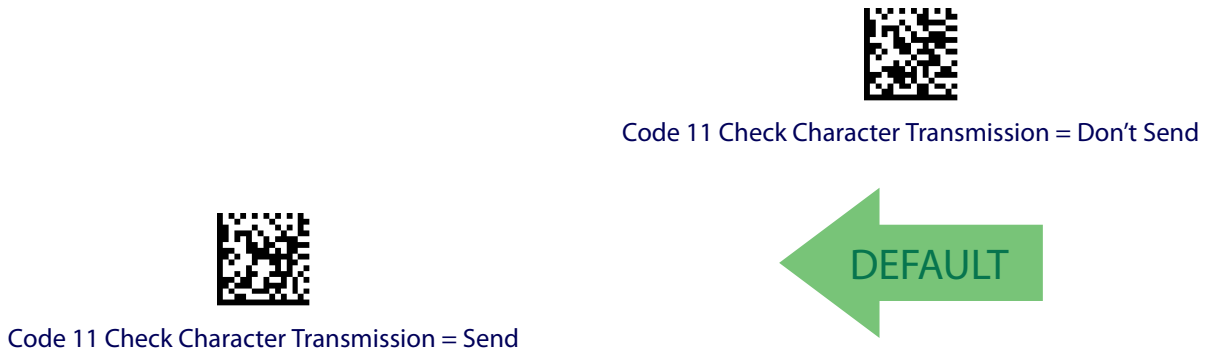 Code 11 Check Character Transmission = Don’t Send
DEFAULT
Code 11 Check Character Transmission = Send